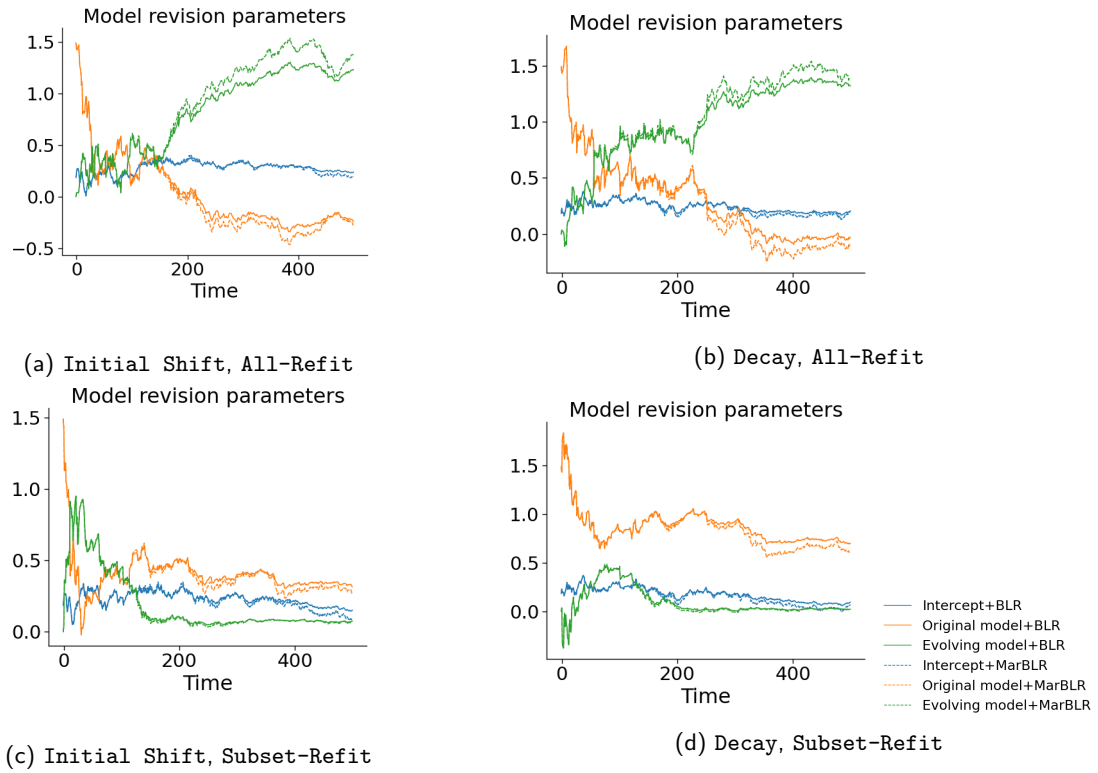 Model revision parameters
1.5
1.0
0.5
0.0
−0.5
0 200 400
Time
(a) Initial Shift, All-Refit
Model revision parameters
1.5
1.0
0.5
0.0
0 200 400
Time
(b) Decay, All-Refit
Model revision parameters
1.5
1.0
0.5
0.0
0 200 400
Time
(c) Initial Shift, Subset-Refit
Model revision parameters
1.5
1.0
0.5
0.0
0 200 400
Time
Intercept+BLR
Original model+BLR
Evolving model+BLR
Intercept+MarBLR
Original model+MarBLR
Evolving model+MarBLR
(d) Decay, Subset-Refit